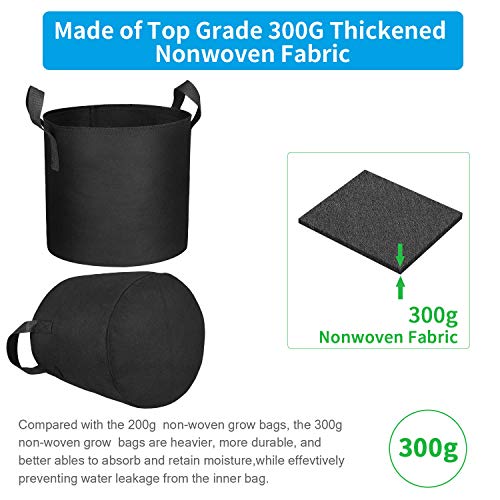 Made of Top Grade 300G Thickened
Nonwoven Fabric
300g
Nonwoven Fabric
Compared with the 200g non-woven grow bags, the 300g
non-woven grow bags are heavier, more durable, and
better ables to absorb and retain moisture,while effevtively
preventing water leakage from the inner bag.
300g